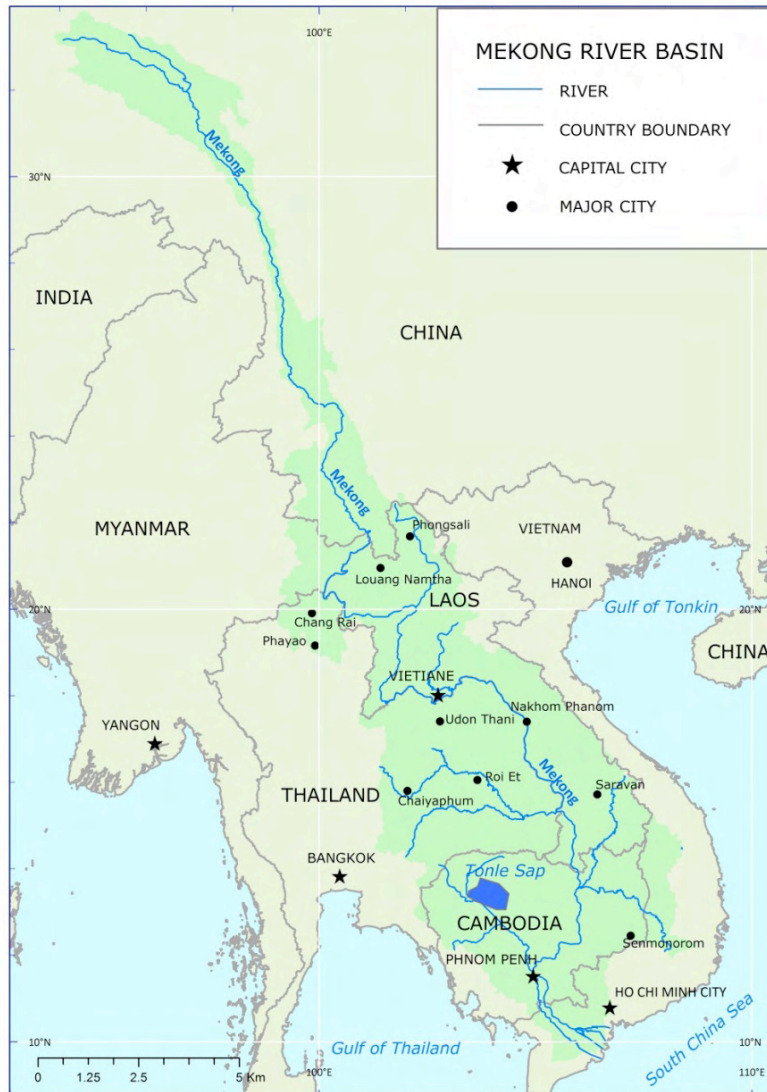 100°E
MEKONG RIVER BASIN
RIVER
COUNTRY BOUNDARY
CAPITAL CITY
MAJOR CITY
Mekong
30°N
INDIA
CHINA
Mekong
Phongsali
MYANMAR
VIETNAM
Louang Namtha
HANOI
LAOS
20°N
Gulf of Tonkin
20°N
Chang Rai
Phayao
CHINA
VIETIANE
Nakhom Phanom
YANGON
Udon Thani
Mekong
Roi Et
Saravan
THAILAND
Chaiyaphum
BANGKOK
Tonle Sap
CAMBODIA
Senmonorom
PHNOM PENH
HO CHI MINH CITY
South China Sea
10°N
Gulf of Thailand
10°N
0 1.25 2.5 5 Km
100°E
110°E